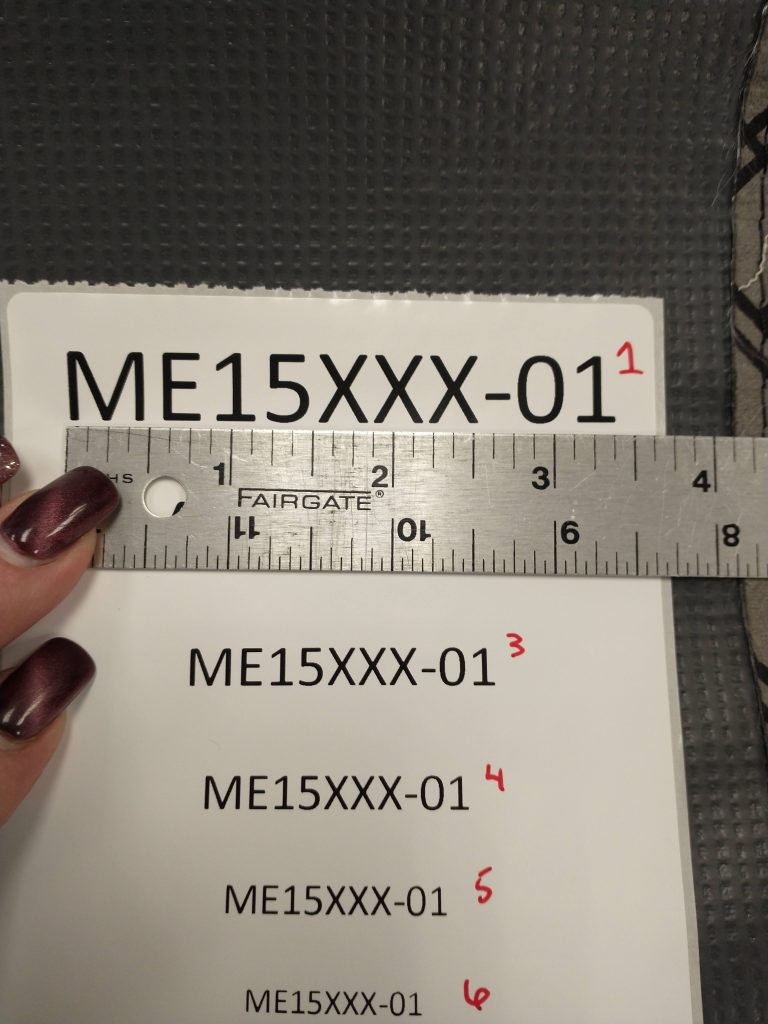 ME15XXX-01 1
1 2 3 4
HS FAIRGATE®
11 10 9 8
ME15XXX-01 3
ME15XXX-01 4
ME15XXX-01 5
ME15XXX-01 6